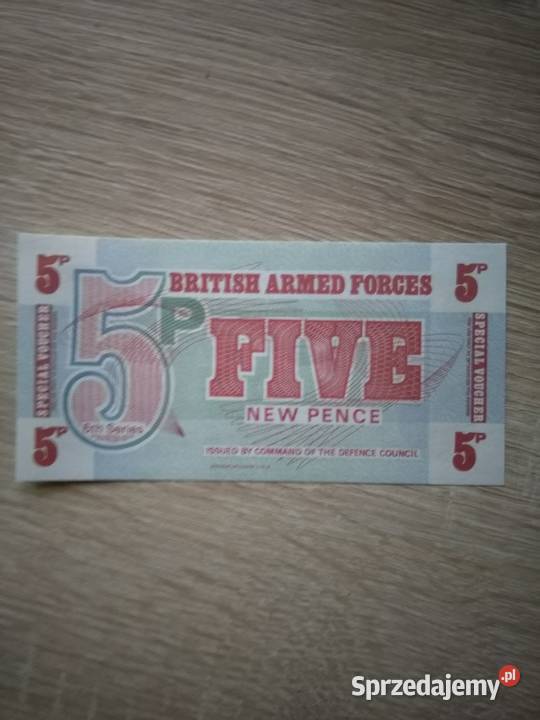 5P
BRITISH ARMED FORCES
5P
5P
FIVE
NEW PENCE
SPECIAL VOUCHER
SPECIAL VOUCHER
6th Series
ISSUED BY COMMAND OF THE DEFENCE COUNCIL
5P
5P
Sprzedajemy.pl